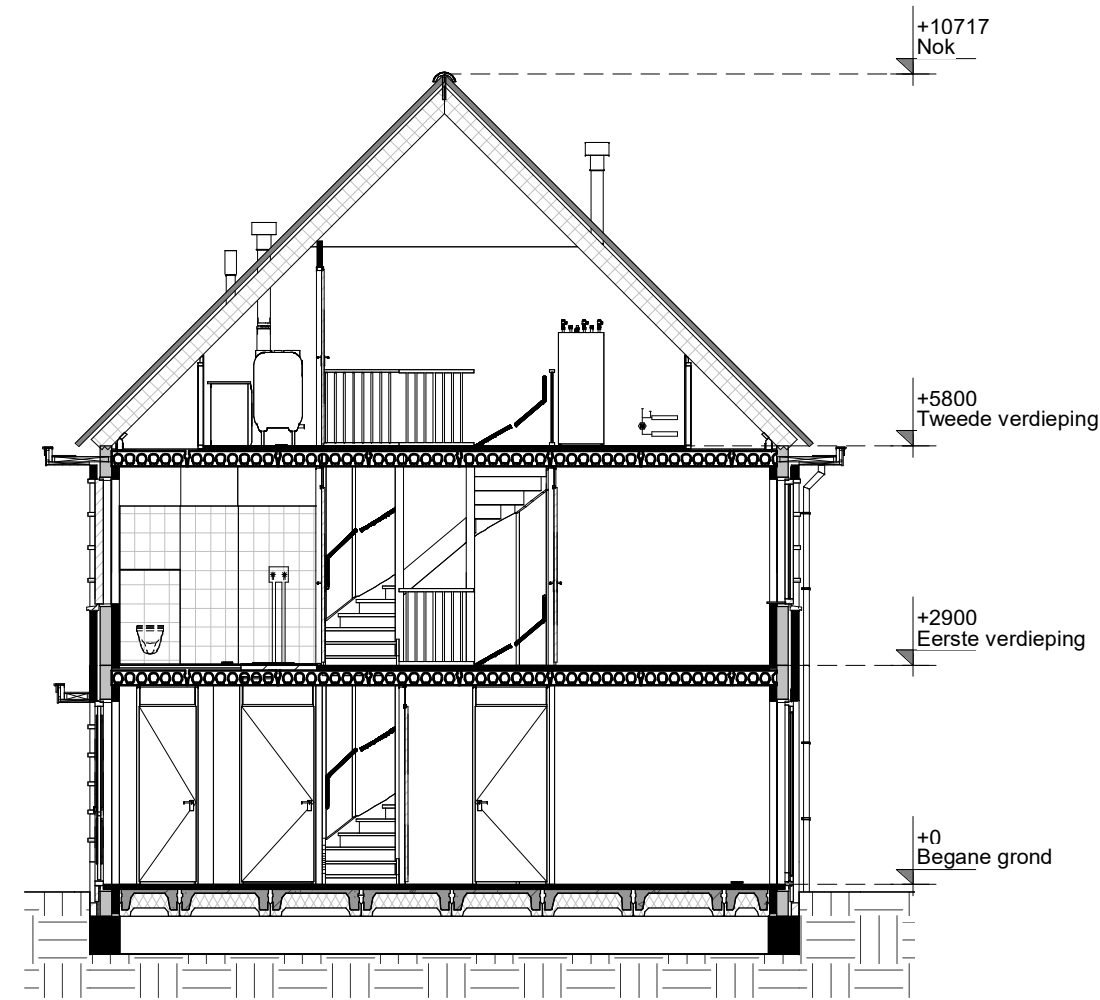 +10717
Nok
+5800
Tweede verdieping
+2900
Eerste verdieping
+0
Begane grond